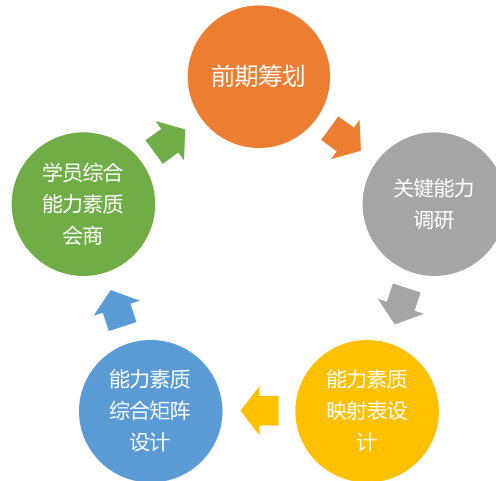 前期筹划
关键能力
调研
能力素质
映射表设
计
能力素质
综合矩阵
设计
学员综合
能力素质
会商